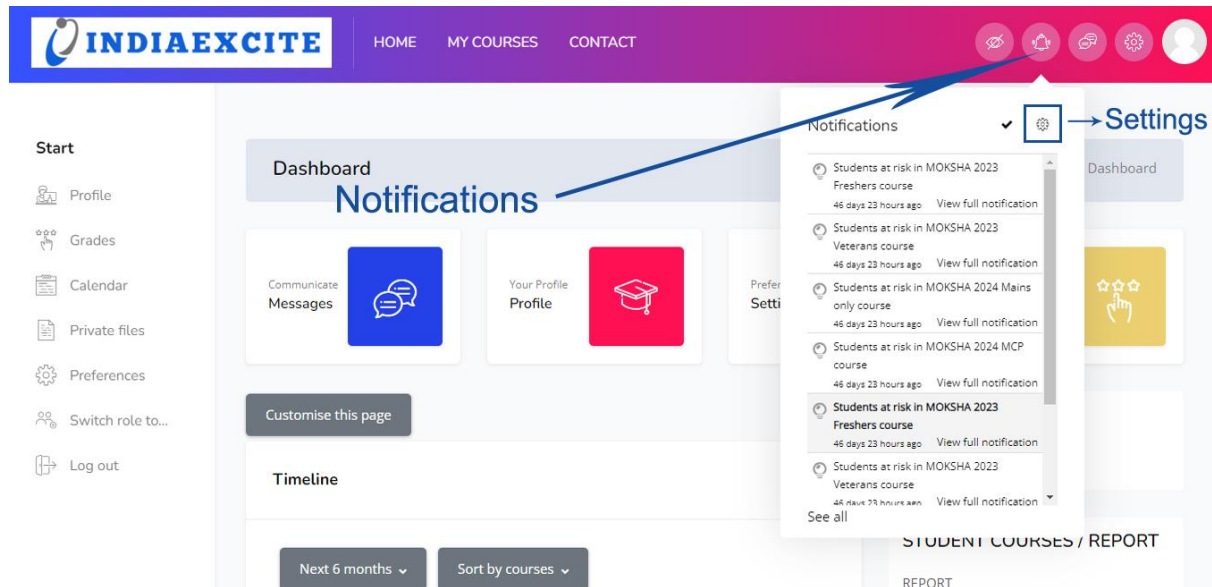 INDIAEXCITE
HOME MY COURSES CONTACT
Start
Profile
Grades
Calendar
Private files
Preferences
Switch role to...
Log out
Dashboard
Dashboard
Notifications
Communicate
Messages
Your Profile
Profile
Prefer
Setti
Customise this page
Timeline
Next 6 months
Sort by courses
Notifications
Settings
Students at risk in MOKSHA 2023
Freshers course
46 days 23 hours ago View full notification
Students at risk in MOKSHA 2023
Veterans course
46 days 23 hours ago View full notification
Students at risk in MOKSHA 2024 Mains
only course
46 days 23 hours ago View full notification
Students at risk in MOKSHA 2024 MCP
course
46 days 23 hours ago View full notification
Students at risk in MOKSHA 2023
Freshers course
46 days 23 hours ago View full notification
Students at risk in MOKSHA 2023
Veterans course
46 days 23 hours ago View full notification
See all
STUDENT COURSES / REPORT
REPORT